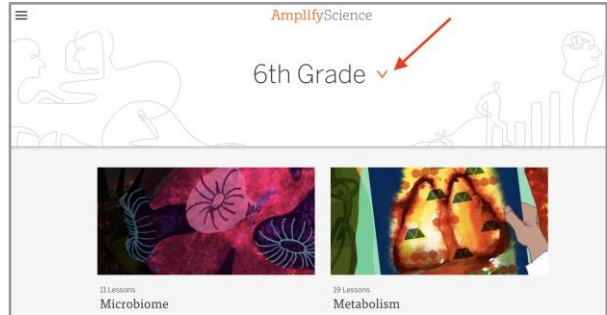 AmplifyScience
6th Grade
11 Lessons
Microbiome
19 Lessons
Metabolism